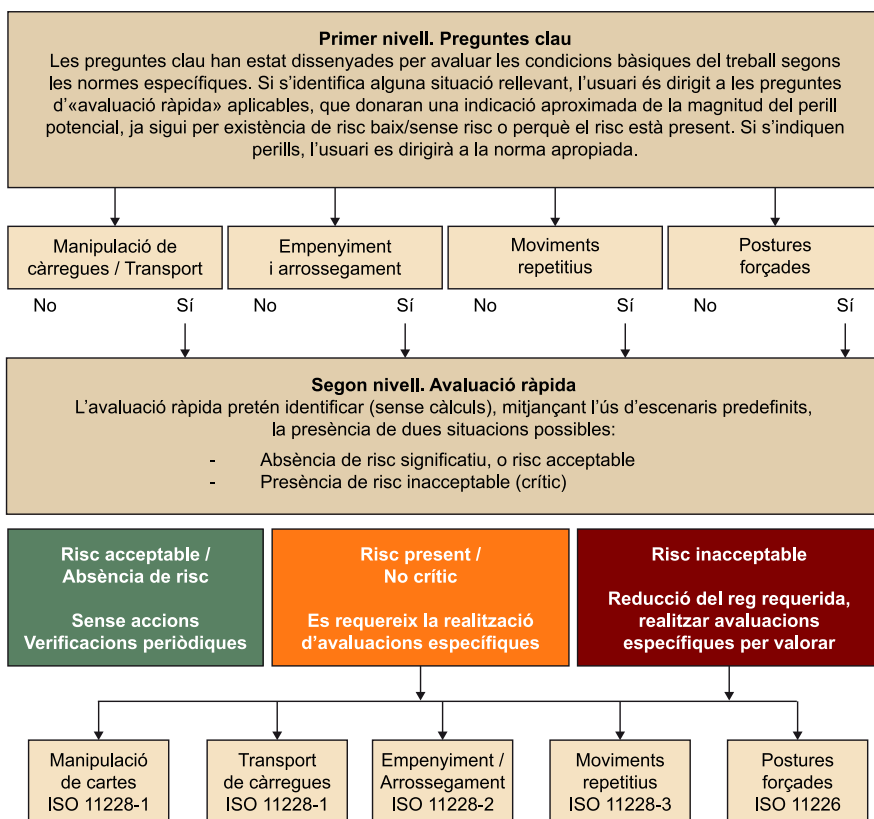 Primer nivell. Preguntes clau
Les preguntes clau han estat dissenyades per avaluar les condicions bàsiques del treball segons
les normes específiques. Si s'identifica alguna situació rellevant, l'usuari és dirigit a les preguntes
d'«avaluació ràpida» aplicables, que donaran una indicació aproximada de la magnitud del perill
potencial, ja sigui per existència de risc baix/sense risc o perquè el risc està present. Si s'indiquen
perills, l'usuari es dirigirà a la norma apropiada.
Manipulació de
càrregues / Transport
Empenyiment
i arrossegament
Moviments
repetitius
Postures
forçades
No Sí No Sí No Sí No Sí
Segon nivell. Avaluació ràpida
L'avaluació ràpida pretén identificar (sense càlculs), mitjançant l'ús d'escenaris predefinits,
la presència de dues situacions possibles:
- Absència de risc significatiu, o risc acceptable
- Presència de risc inacceptable (crític)
Risc acceptable /
Absència de risc
Sense accions
Verificacions periòdiques
Risc present /
No crític
Es requereix la realització
d'avaluacions específiques
Risc inacceptable
Reducció del reg requerida,
realitzar avaluacions
específiques per valorar
Manipulació
de cartes
ISO 11228-1
Transport
de càrregues
ISO 11228-1
Empenyiment /
Arrossegament
ISO 11228-2
Moviments
repetitius
ISO 11228-3
Postures
forçades
ISO 11226